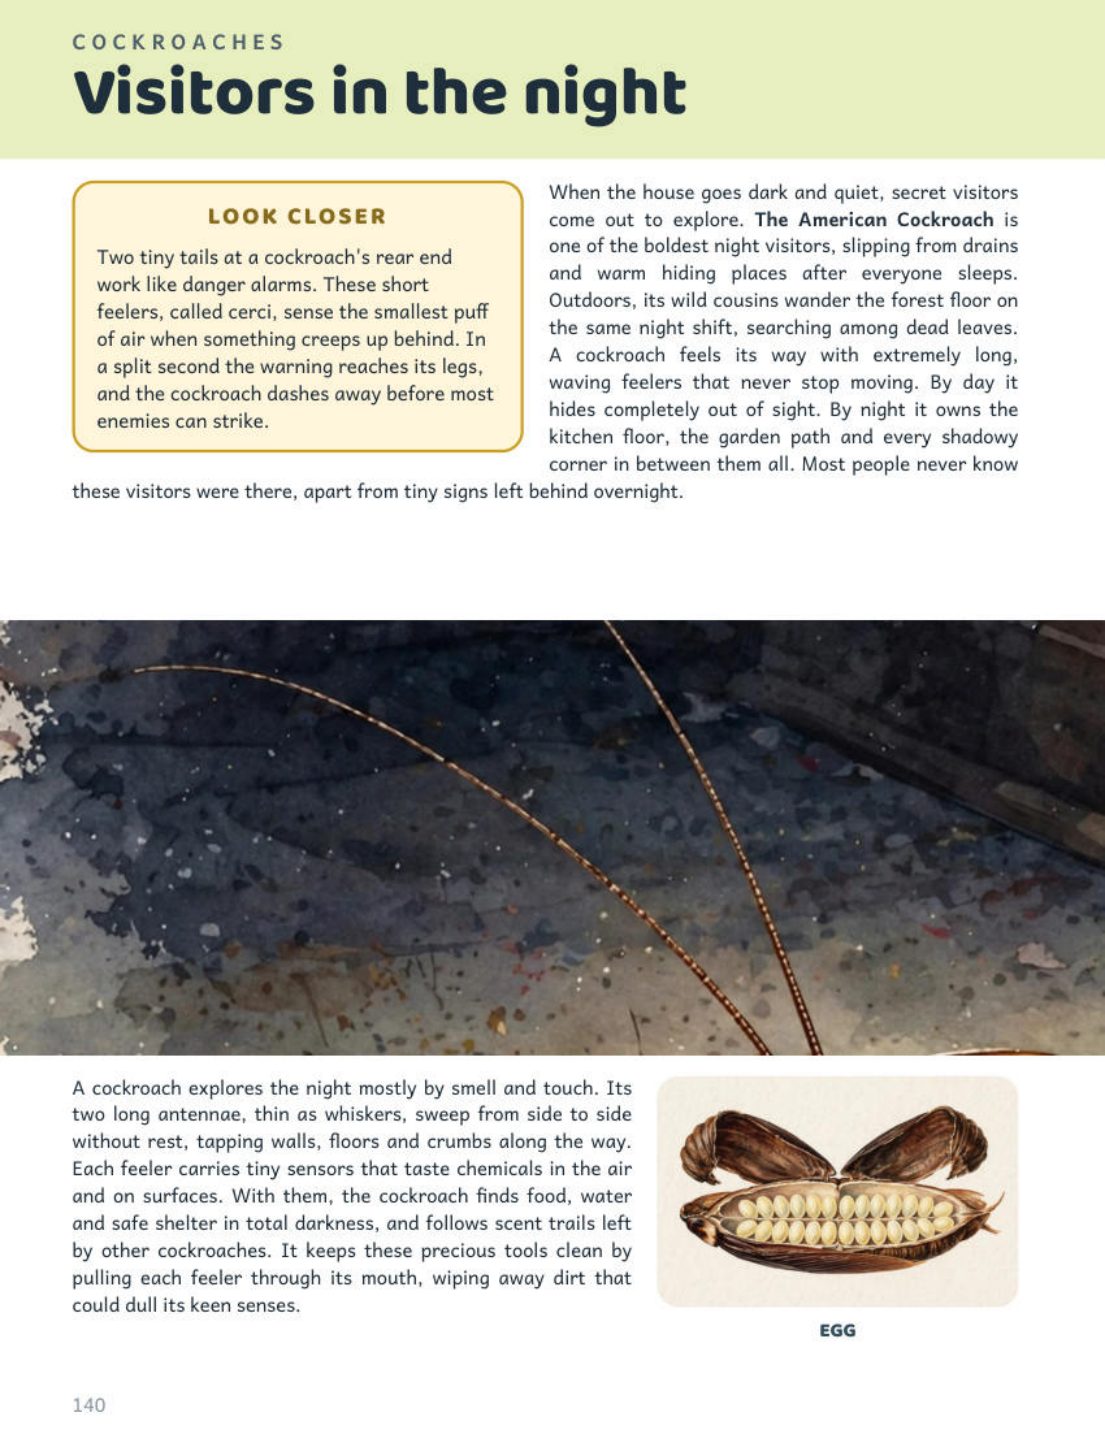 COCKROACHES
Visitors in the night
LOOK CLOSER
Two tiny tails at a cockroach's rear end
work like danger alarms. These short
feelers, called cerci, sense the smallest puff
of air when something creeps up behind. In
a split second the warning reaches its legs,
and the cockroach dashes away before most
enemies can strike.
When the house goes dark and quiet, secret visitors
come out to explore. The American Cockroach is
one of the boldest night visitors, slipping from drains
and warm hiding places after everyone sleeps.
Outdoors, its wild cousins wander the forest floor on
the same night shift, searching among dead leaves.
A cockroach feels its way with extremely long,
waving feelers that never stop moving. By day it
hides completely out of sight. By night it owns the
kitchen floor, the garden path and every shadowy
corner in between them all. Most people never know
these visitors were there, apart from tiny signs left behind overnight.
A cockroach explores the night mostly by smell and touch. Its
two long antennae, thin as whiskers, sweep from side to side
without rest, tapping walls, floors and crumbs along the way.
Each feeler carries tiny sensors that taste chemicals in the air
and on surfaces. With them, the cockroach finds food, water
and safe shelter in total darkness, and follows scent trails left
by other cockroaches. It keeps these precious tools clean by
pulling each feeler through its mouth, wiping away dirt that
could dull its keen senses.
EGG
140